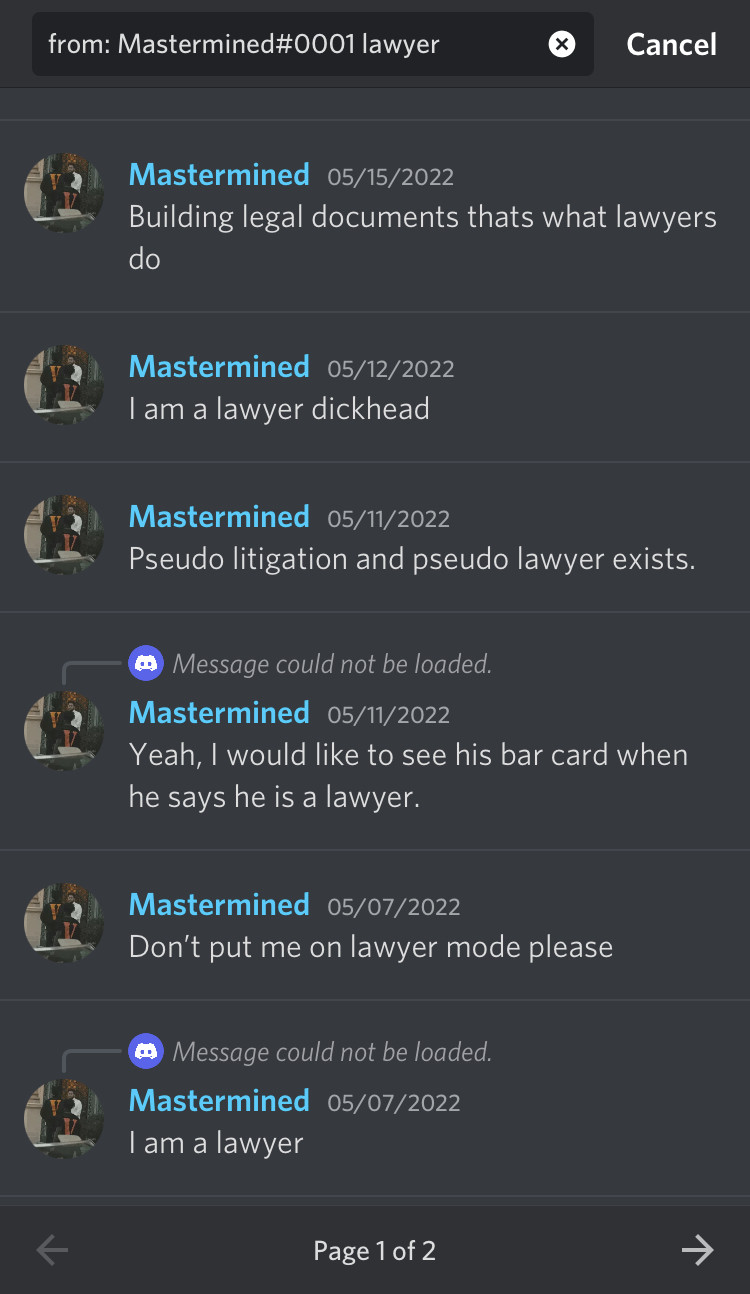 from: Mastermined#0001 lawyer
Cancel
Mastermined 05/15/2022
Building legal documents thats what lawyers
do
Mastermined 05/12/2022
I am a lawyer dickhead
Mastermined 05/11/2022
Pseudo litigation and pseudo lawyer exists.
Message could not be loaded.
Mastermined 05/11/2022
Yeah, I would like to see his bar card when
he says he is a lawyer.
Mastermined 05/07/2022
Don’t put me on lawyer mode please
Message could not be loaded.
Mastermined 05/07/2022
I am a lawyer
Page 1 of 2